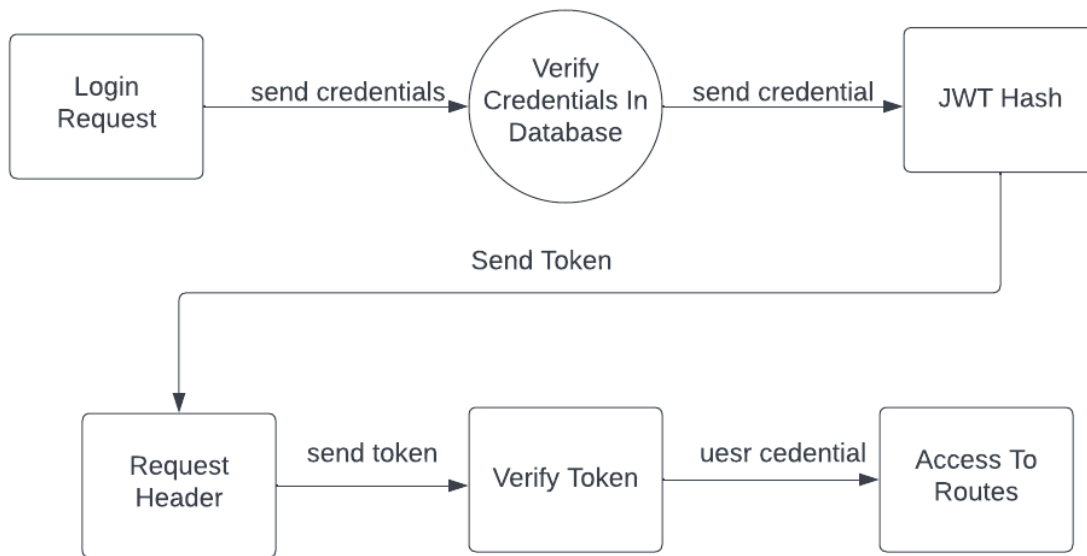 Login
Request
send credentials
Verify
Credentials In
Database
send credential
JWT Hash
Send Token
Request
Header
send token
Verify Token
uesr cedential
Access To
Routes